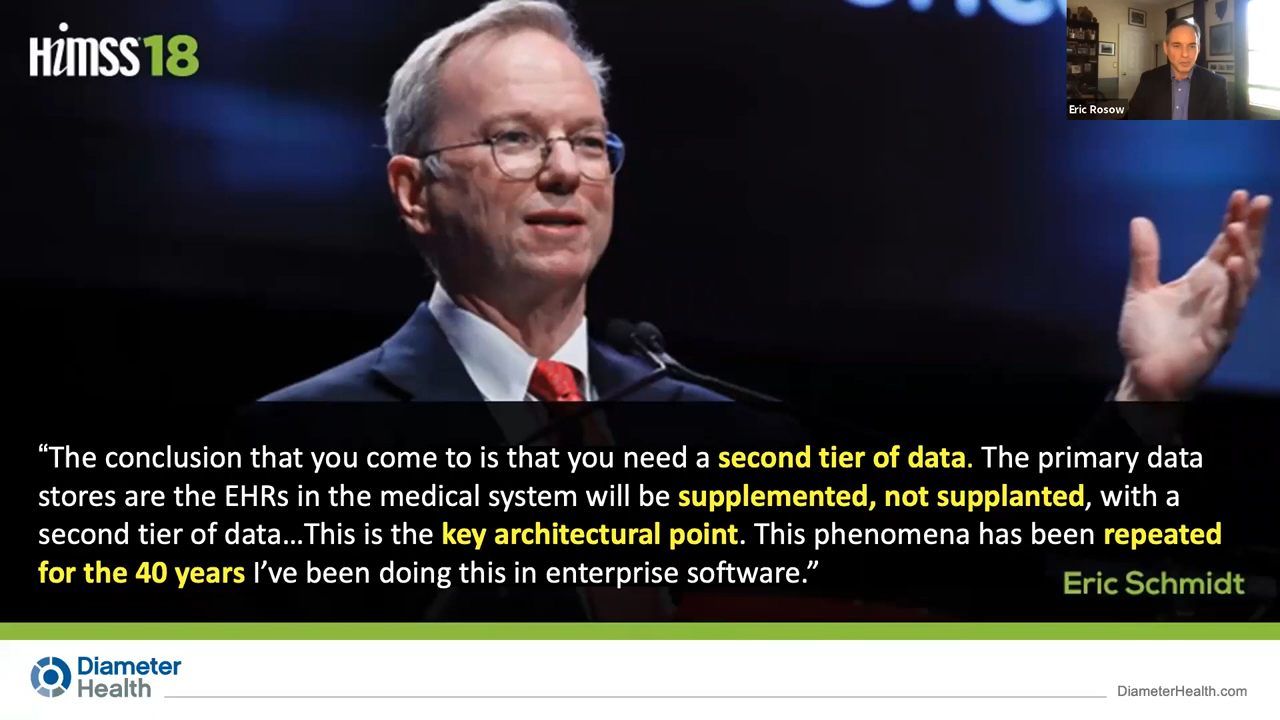 HiMSS18
Eric Rosow
“The conclusion that you come to is that you need a second tier of data. The primary data
stores are the EHRs in the medical system will be supplemented, not supplanted, with a
second tier of data...This is the key architectural point. This phenomena has been repeated
for the 40 years I’ve been doing this in enterprise software.”
Eric Schmidt
Diameter
Health
DiameterHealth.com